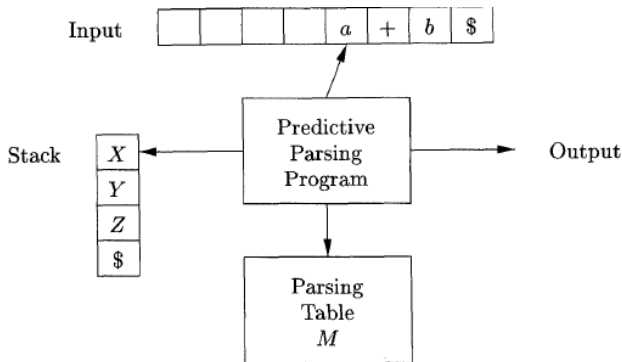 Input a + b $
Predictive
Parsing
Program
Stack X
Y
Z
$
Output
Parsing
Table
M